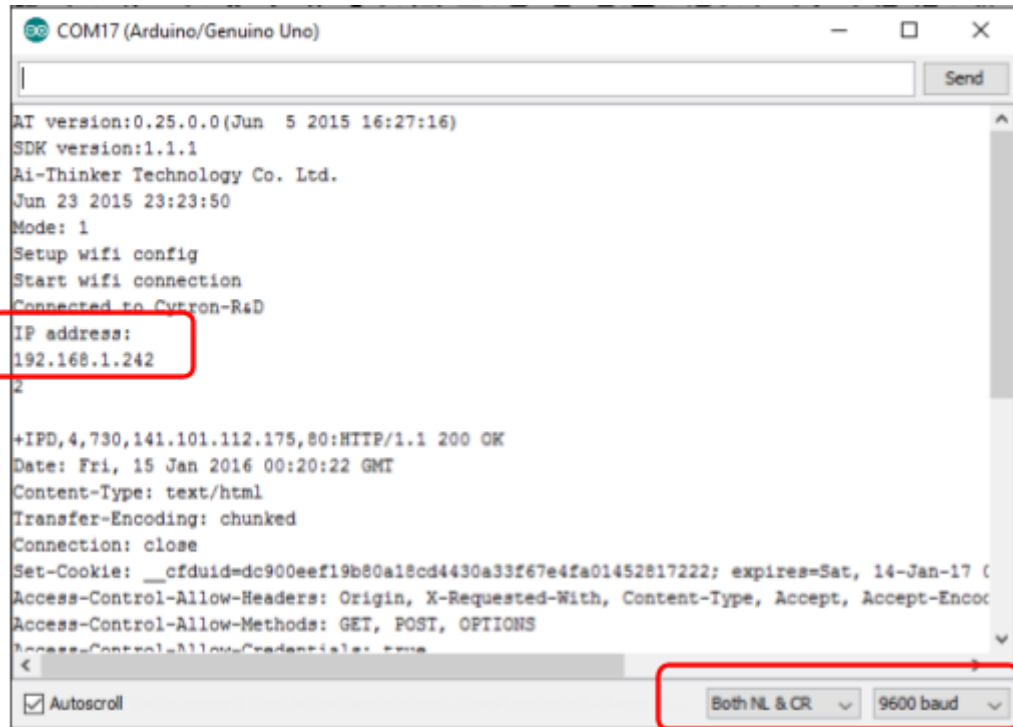 COM17 (Arduino/Genuino Uno)
Send
AT version:0.25.0.0(Jun  5 2015 16:27:16)
SDK version:1.1.1
Ai-Thinker Technology Co. Ltd.
Jun 23 2015 23:23:50
Mode: 1
Setup wifi config
Start wifi connection
Connected to Cytron-R&D
IP address:
192.168.1.242
2
+IPD,4,730,141.101.112.175,80:HTTP/1.1 200 OK
Date: Fri, 15 Jan 2016 00:20:22 GMT
Content-Type: text/html
Transfer-Encoding: chunked
Connection: close
Set-Cookie: __cfduid=dc900eef19b80a18cd4430a33f67e4fa01452817222; expires=Sat, 14-Jan-17
Access-Control-Allow-Headers: Origin, X-Requested-With, Content-Type, Accept, Accept-Encod
Access-Control-Allow-Methods: GET, POST, OPTIONS
Access-Control-Allow-Credentials: true
Autoscroll
Both NL & CR
9600 baud